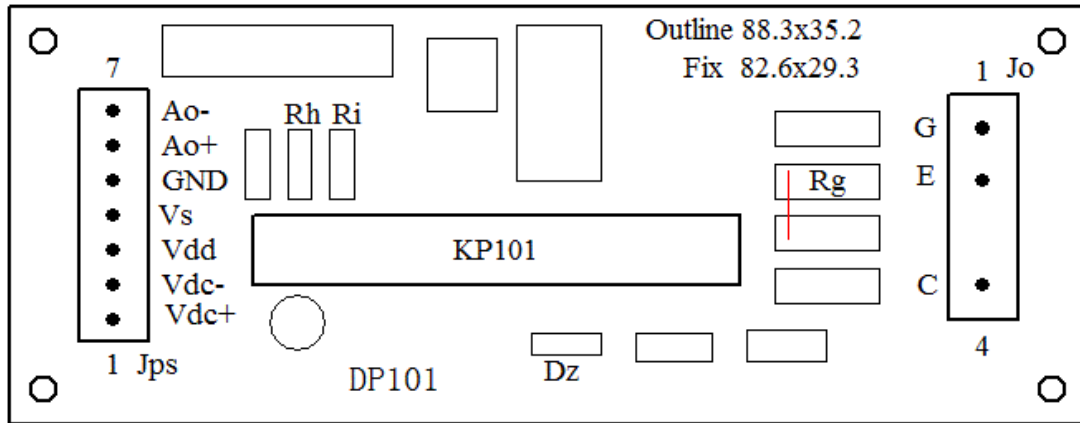 Outline 88.3x35.2
Fix 82.6x29.3
7
1 Jo
Ao-
Rh Ri
G
Ao+
GND
Rg
E
Vs
Vdd
KP101
Vdc-
C
Vdc+
4
1 Jps
Dz
DP101